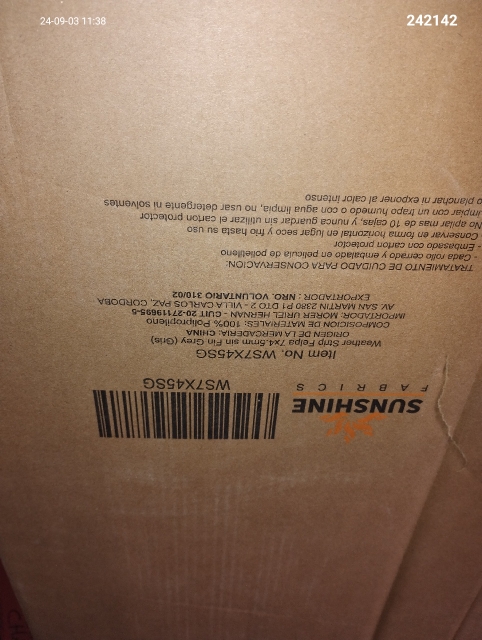 24-09-03 11:38
242142
SUNSHINE
FABRICS
WS7X45SG
Item No. WS7X45SG
Weather Strip Felpa 7x4.5mm sin Fin Grey (Gris)
ORIGEN DE LA MERCADERIA: CHINA
COMPOSICION DE MATERIALES: 100% Polipropileno
IMPORTADOR: MORER URIEL HERNAN - CUIT: 20-27119695-5
AV. SAN MARTIN 2380 P1 DTO 2 - VILLA CARLOS PAZ, CORDOBA
EXPORTADOR: NRO. VOLUNTARIO 310/02
TRATAMIENTO DE CUIDADO PARA CONSERVACION:
- Cada rollo cerrado y embalado en pelicula de polietileno
- Embasado con carton protector
- Conservar en forma horizontal en lugar seco y frio hasta su uso
No apilar mas de 10 cajas, y nunca guardar sin utilizar el carton protector
impiar con un trapo humedo o con agua limpia, no usar detergente ni solventes
o planchar ni exponer al calor intenso